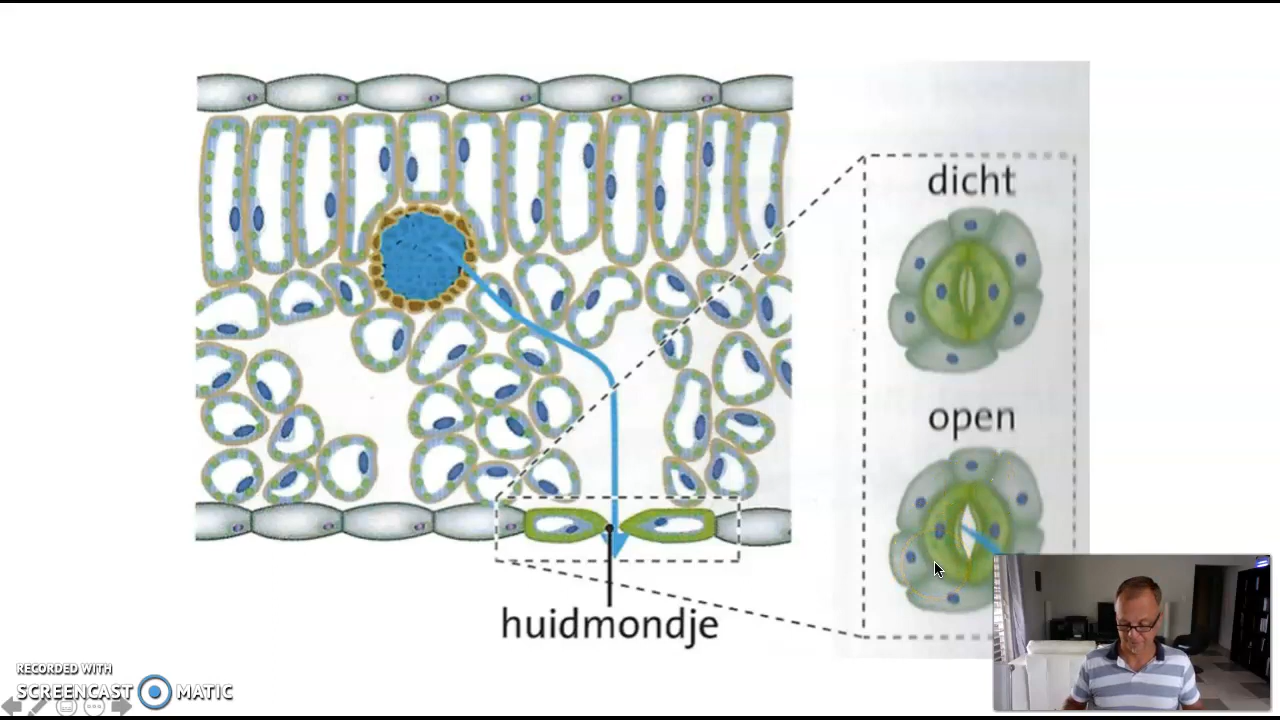 dicht
open
huidmondje
RECORDED WITH
SCREENCAST MATIC